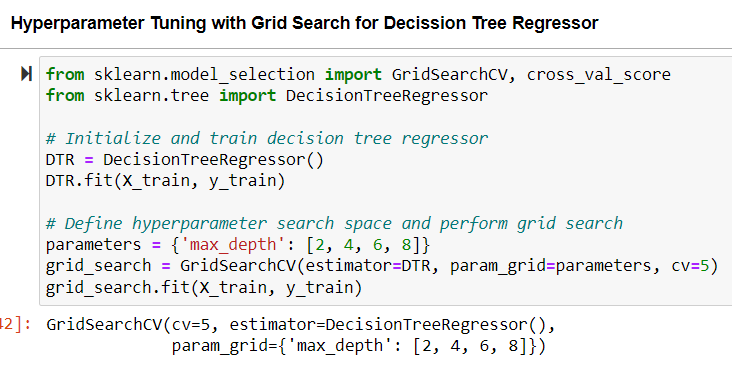 Hyperparameter Tuning with Grid Search for Decission Tree Regressor
from sklearn.model_selection import GridSearchCV, cross_val_score
from sklearn.tree import DecisionTreeRegressor
# Initialize and train decision tree regressor
DTR = DecisionTreeRegressor()
DTR.fit(X_train, y_train)
# Define hyperparameter search space and perform grid search
parameters = {'max_depth': [2, 4, 6, 8]}
grid_search = GridSearchCV(estimator=DTR, param_grid=parameters, cv=5)
grid_search.fit(X_train, y_train)
42]: GridSearchCV(cv=5, estimator=DecisionTreeRegressor(),
param_grid={'max_depth': [2, 4, 6, 8]})